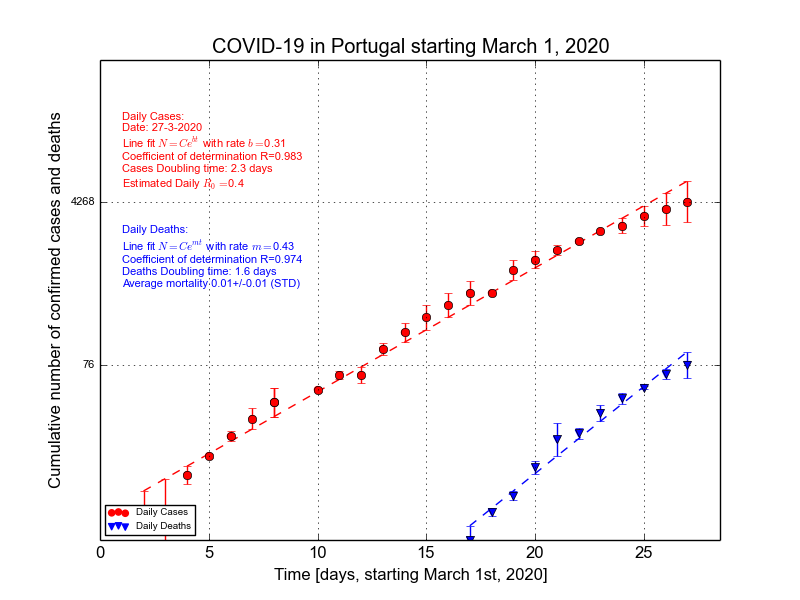 COVID-19 in Portugal starting March 1, 2020
Daily Cases:
Date: 27-3-2020
Line fit N = Ce^{bt} with rate b = 0.31
Coefficient of determination R=0.983
Cases Doubling time: 2.3 days
Estimated Daily R_0 = 0.4
Daily Deaths:
Line fit N = Ce^{mt} with rate m = 0.43
Coefficient of determination R=0.974
Deaths Doubling time: 1.6 days
Average mortality 0.01+/-0.01 (STD)
Cumulative number of confirmed cases and deaths
4268
76
Daily Cases
Daily Deaths
0 5 10 15 20 25
Time [days, starting March 1st, 2020]